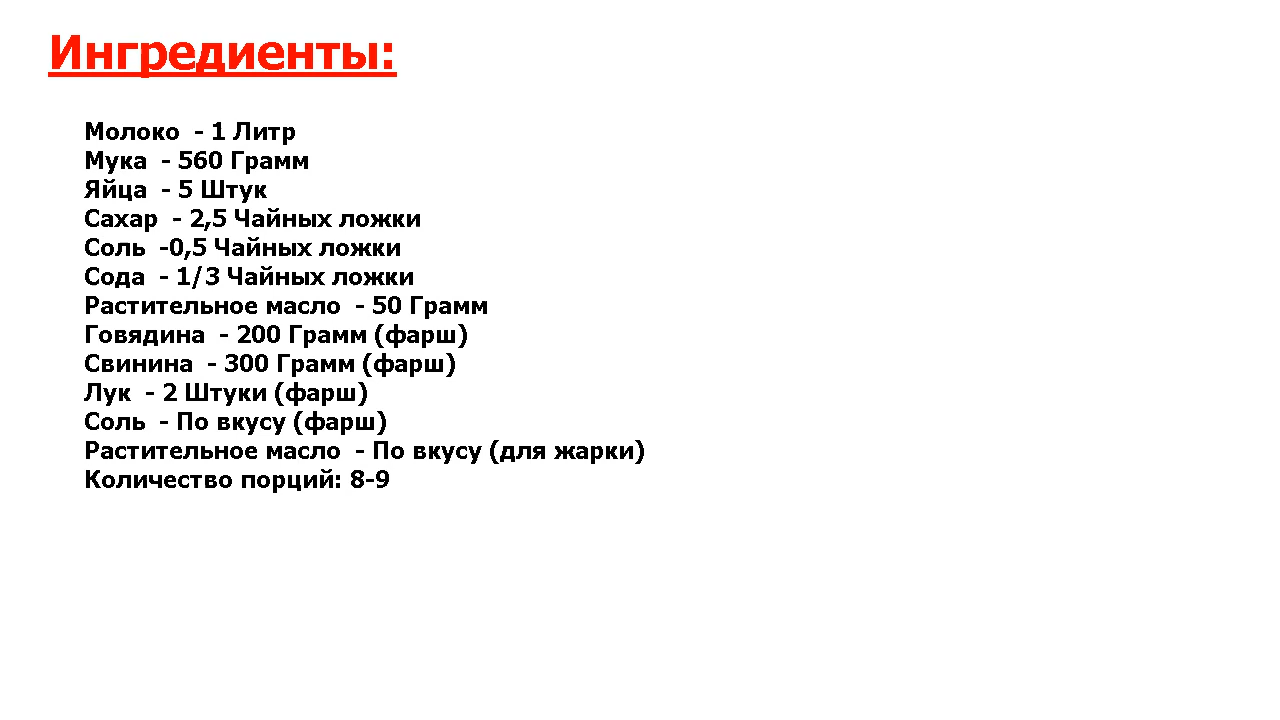 Ингредиенты:
Молоко - 1 Литр
Мука - 560 Грамм
Яйца - 5 Штук
Сахар - 2,5 Чайных ложки
Соль -0,5 Чайных ложки
Сода - 1/3 Чайных ложки
Растительное масло - 50 Грамм
Говядина - 200 Грамм (фарш)
Свинина - 300 Грамм (фарш)
Лук - 2 Штуки (фарш)
Соль - По вкусу (фарш)
Растительное масло - По вкусу (для жарки)
Количество порций: 8-9